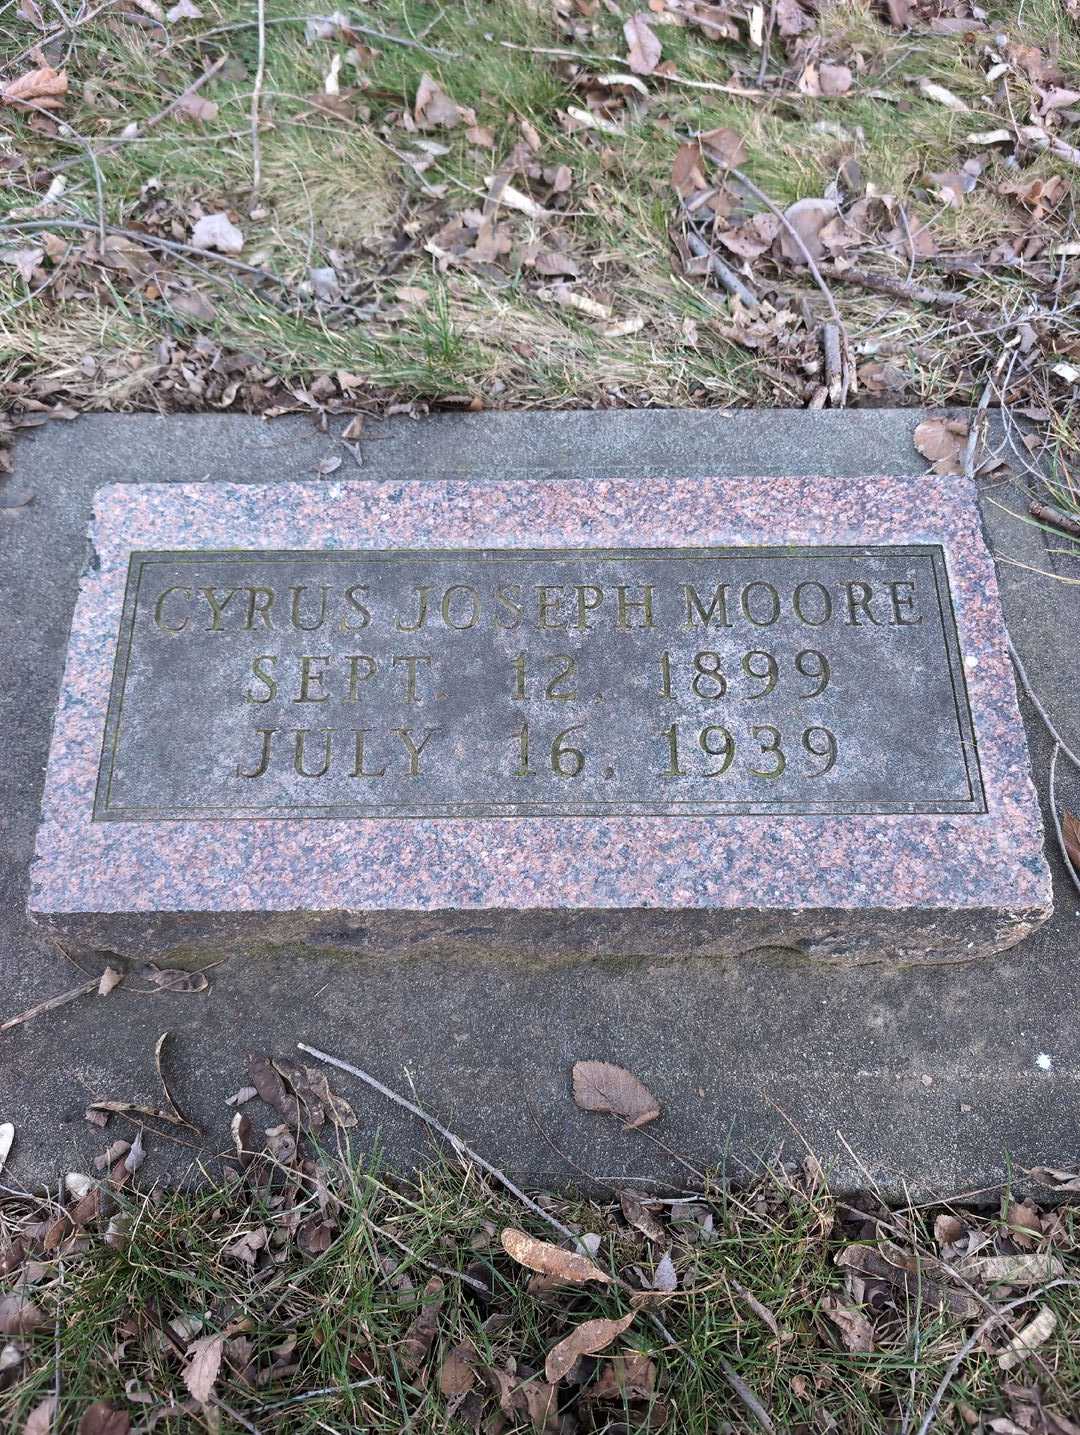 CYRUS JOSEPH MOORE
SEPT. 12, 1899
JULY 16, 1939